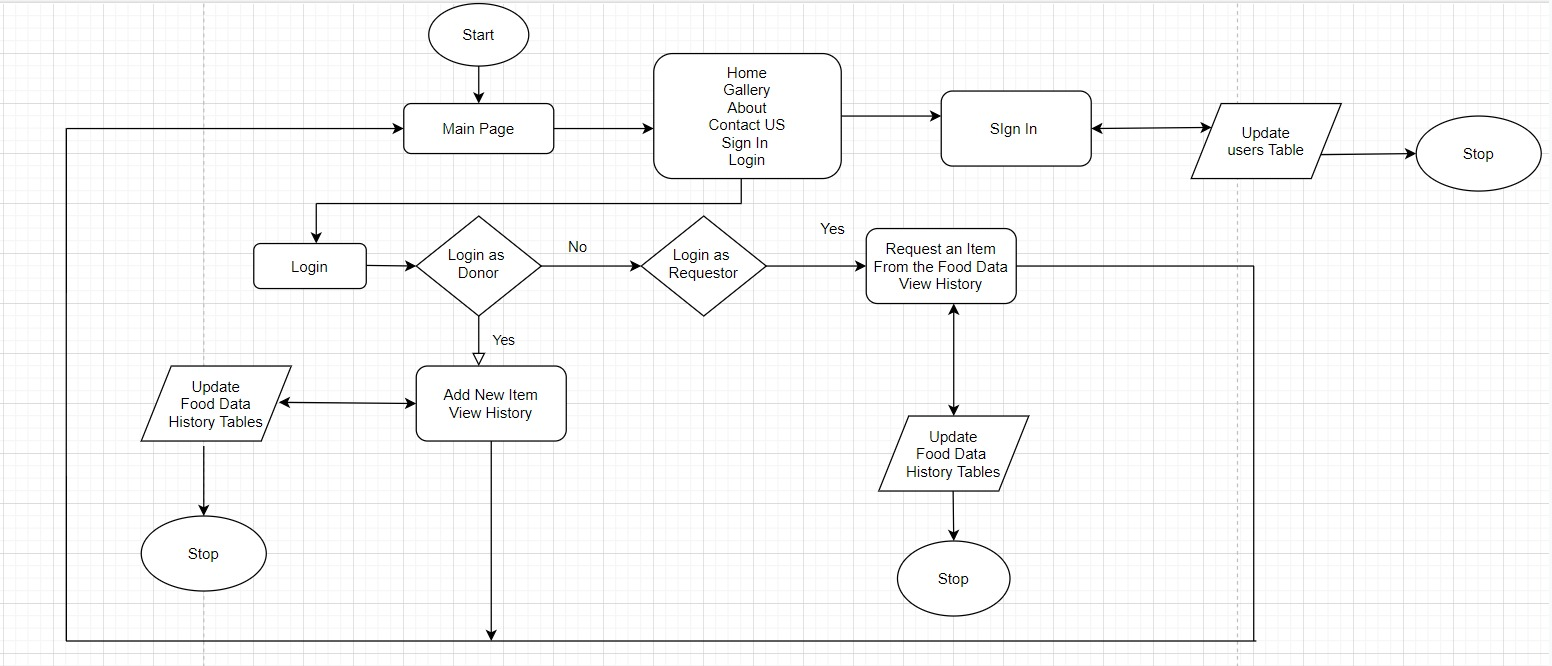 Start
Main Page
Home
Gallery
About
Contact US
Sign In
Login
SIgn In
Update
users Table
Stop
Login
Login as
Donor
No
Login as
Requestor
Yes
Request an Item
From the Food Data
View History
Yes
Update
Food Data
History Tables
Add New Item
View History
Update
Food Data
History Tables
Stop
Stop